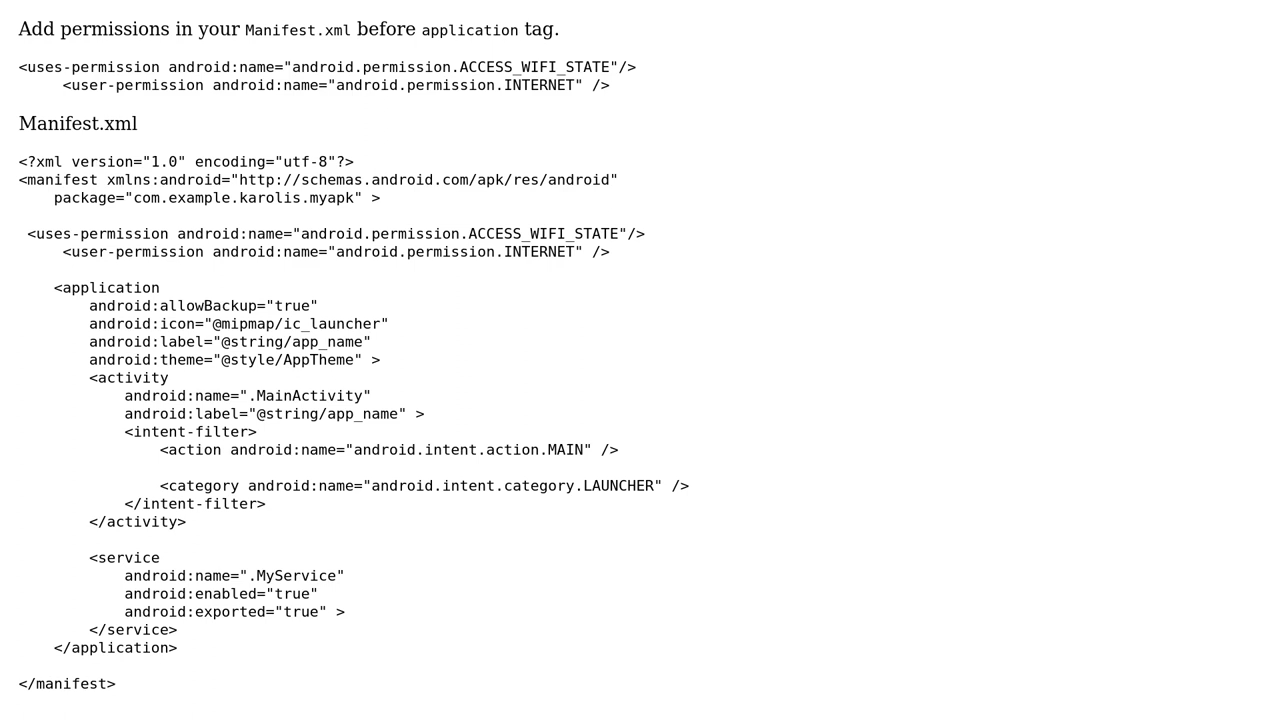 Add permissions in your Manifest.xml before application tag.
<uses-permission android:name="android.permission.ACCESS_WIFI_STATE"/>
     <user-permission android:name="android.permission.INTERNET" />
Manifest.xml
<?xml version="1.0" encoding="utf-8"?>
<manifest xmlns:android="http://schemas.android.com/apk/res/android"
    package="com.example.karolis.myapk" >
 <uses-permission android:name="android.permission.ACCESS_WIFI_STATE"/>
     <user-permission android:name="android.permission.INTERNET" />
    <application
        android:allowBackup="true"
        android:icon="@mipmap/ic_launcher"
        android:label="@string/app_name"
        android:theme="@style/AppTheme" >
        <activity
            android:name=".MainActivity"
            android:label="@string/app_name" >
            <intent-filter>
                <action android:name="android.intent.action.MAIN" />
                <category android:name="android.intent.category.LAUNCHER" />
            </intent-filter>
        </activity>
        <service
            android:name=".MyService"
            android:enabled="true"
            android:exported="true" >
        </service>
    </application>
</manifest>